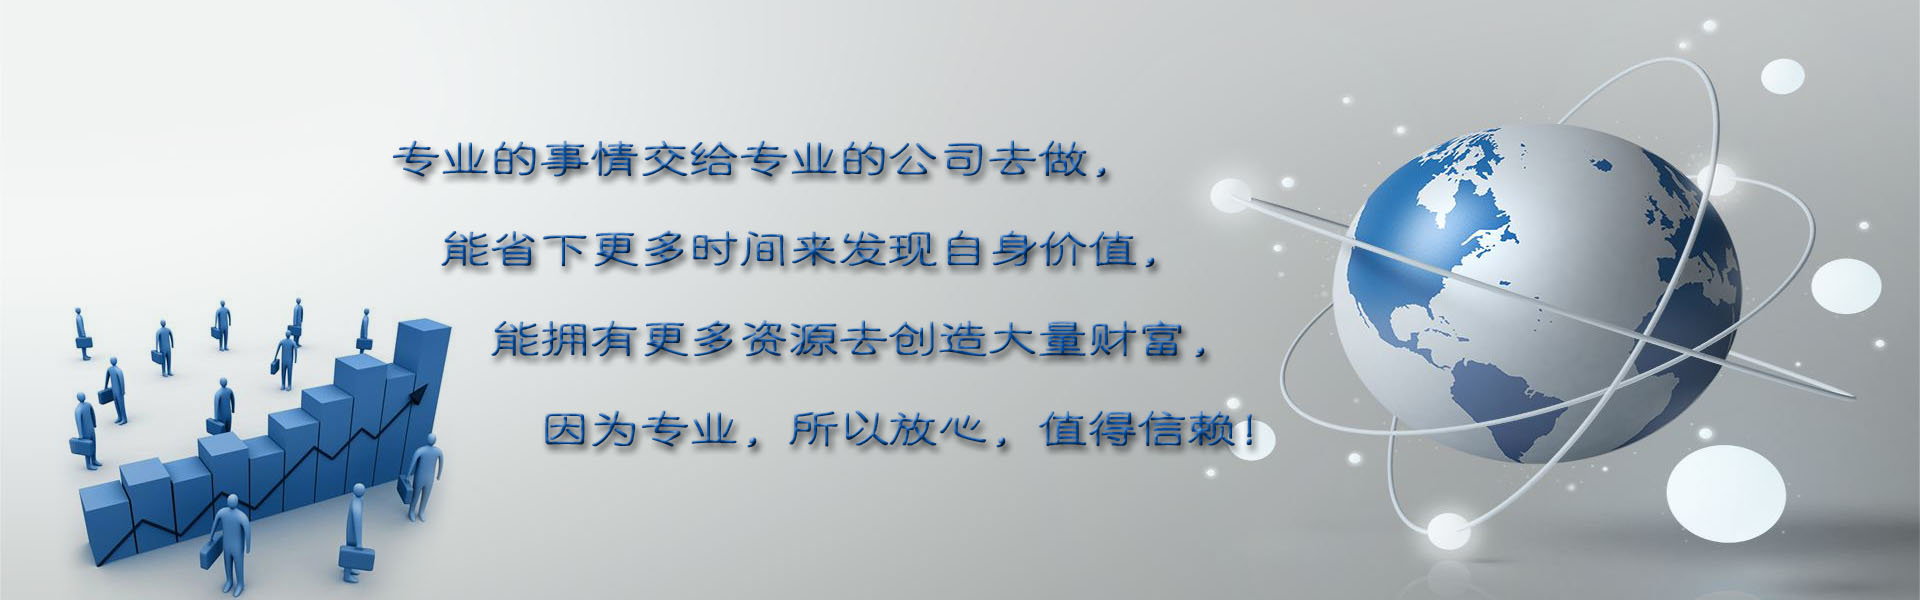 专业的事情交给专业的公司去做，
能省下更多时间来发现自身价值，
能拥有更多资源去创造大量财富，
因为专业，所以放心，值得信赖！